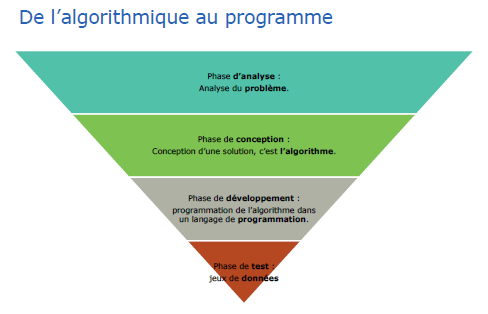 De l'algorithmique au programme
Phase d'analyse :
Analyse du problème.
Phase de conception :
Conception d'une solution, c'est l'algorithme.
Phase de développement :
programmation de l'algorithme dans
un langage de programmation.
Phase de test :
jeux de données